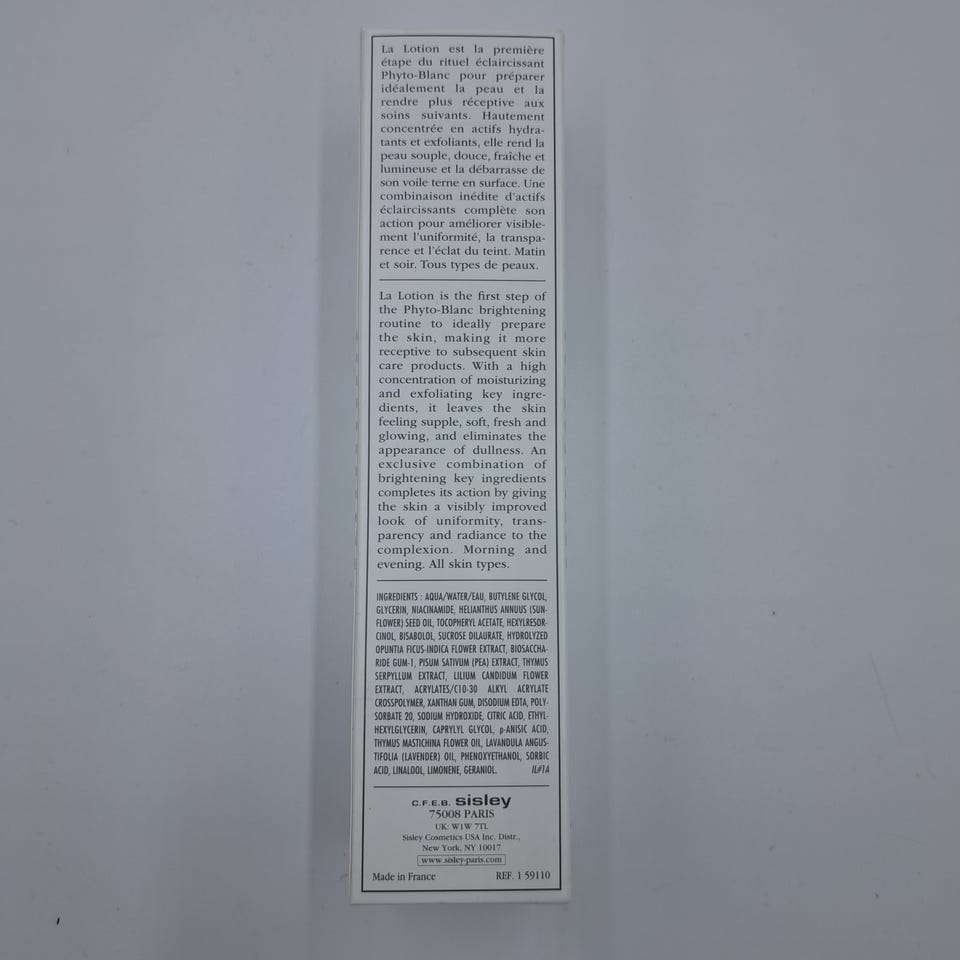 La Lotion est la première
étape du rituel éclaircissant
Phyto-Blanc pour préparer
idéalement la peau et la
rendre plus réceptive aux
soins suivants. Hautement
concentrée en actifs hydra-
tants et exfoliants, elle rend la
peau souple, douce, fraîche et
lumineuse et la débarrasse de
son voile terne en surface. Une
combinaison inédite d'actifs
éclaircissants complète son
action pour améliorer visible-
ment l'uniformité, la transpa-
rence et l'éclat du teint. Matin
et soir. Tous types de peaux.
La Lotion is the first step of
the Phyto-Blanc brightening
routine to ideally prepare
the skin, making it more
receptive to subsequent skin
care products. With a high
concentration of moisturizing
and exfoliating key ingre-
dients, it leaves the skin
feeling supple, soft, fresh and
glowing, and eliminates the
appearance of dullness. An
exclusive combination of
brightening key ingredients
completes its action by giving
the skin a visibly improved
look of uniformity, trans-
parency and radiance to the
complexion. Morning and
evening. All skin types.
INGREDIENTS : AQUA/WATER/EAU, BUTYLENE GLYCOL,
GLYCERIN, NIACINAMIDE, HELIANTHUS ANNUUS (SUN-
FLOWER) SEED OIL, TOCOPHERYL ACETATE, HEXYLRESOR-
CINOL, BISABOLOL, SUCROSE DILAURATE, HYDROLYZED
OPUNTIA FICUS-INDICA FLOWER EXTRACT, BIOSACCHA-
RIDE GUM-1, PISUM SATIVUM (PEA) EXTRACT, THYMUS
SERPYLLUM EXTRACT, LILIUM CANDIDUM FLOWER
EXTRACT, ACRYLATES/C10-30 ALKYL ACRYLATE
CROSSPOLYMER, XANTHAN GUM, DISODIUM EDTA, POLY-
SORBATE 20, SODIUM HYDROXIDE, CITRIC ACID, ETHYL-
HEXYLGLYCERIN, CAPRYLYL GLYCOL, p-ANISIC ACID,
THYMUS MASTICHINA FLOWER OIL, LAVANDULA ANGUS-
TIFOLIA (LAVENDER) OIL, PHENOXYETHANOL, SORBIC
ACID, LINALOOL, LIMONENE, GERANIOL. IL#1A
C.F.E.B. sisley
75008 PARIS
UK: W1W 7TL
Sisley Cosmetics USA Inc. Distr.,
New York, NY 10017
www.sisley-paris.com
Made in France REF. 1 59110